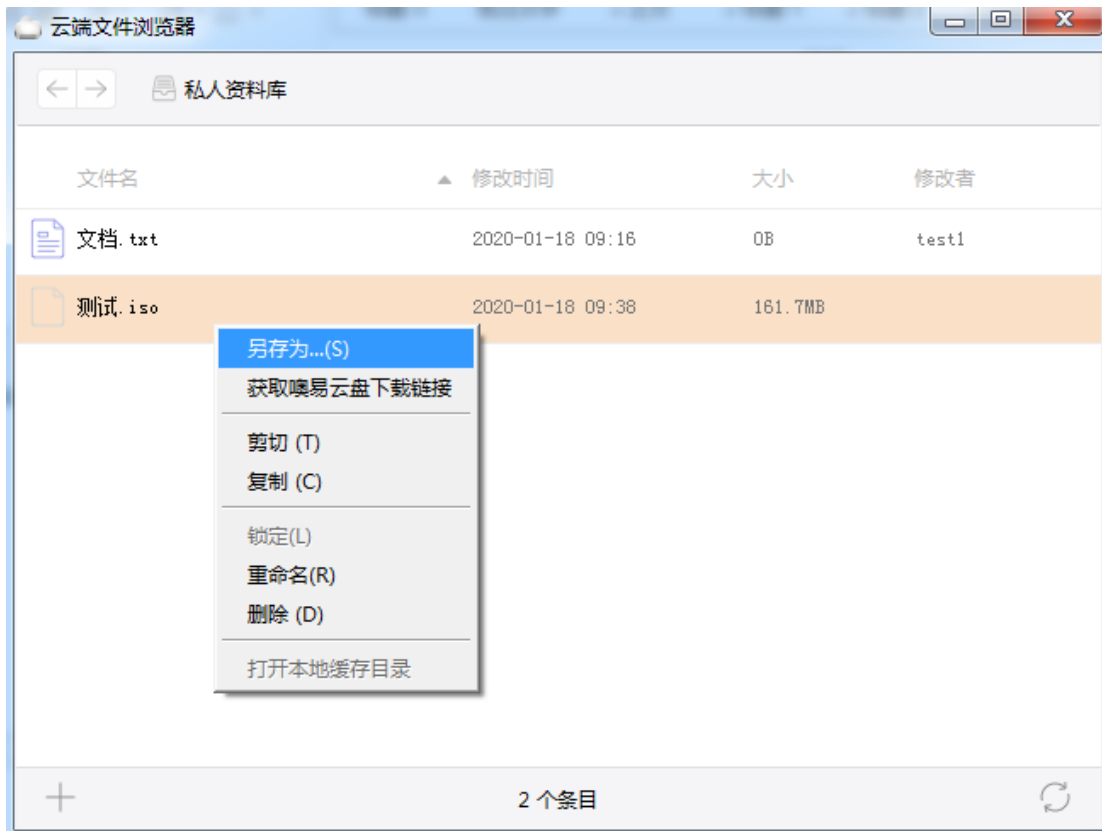 云端文件浏览器
私人资料库
文件名 修改时间 大小 修改者
文档.txt 2020-01-18 09:16 0B test1
测试.iso 2020-01-18 09:38 161.7MB
另存为...(S)
获取噢易云盘下载链接
剪切 (T)
复制 (C)
锁定(L)
重命名(R)
删除 (D)
打开本地缓存目录
2 个条目